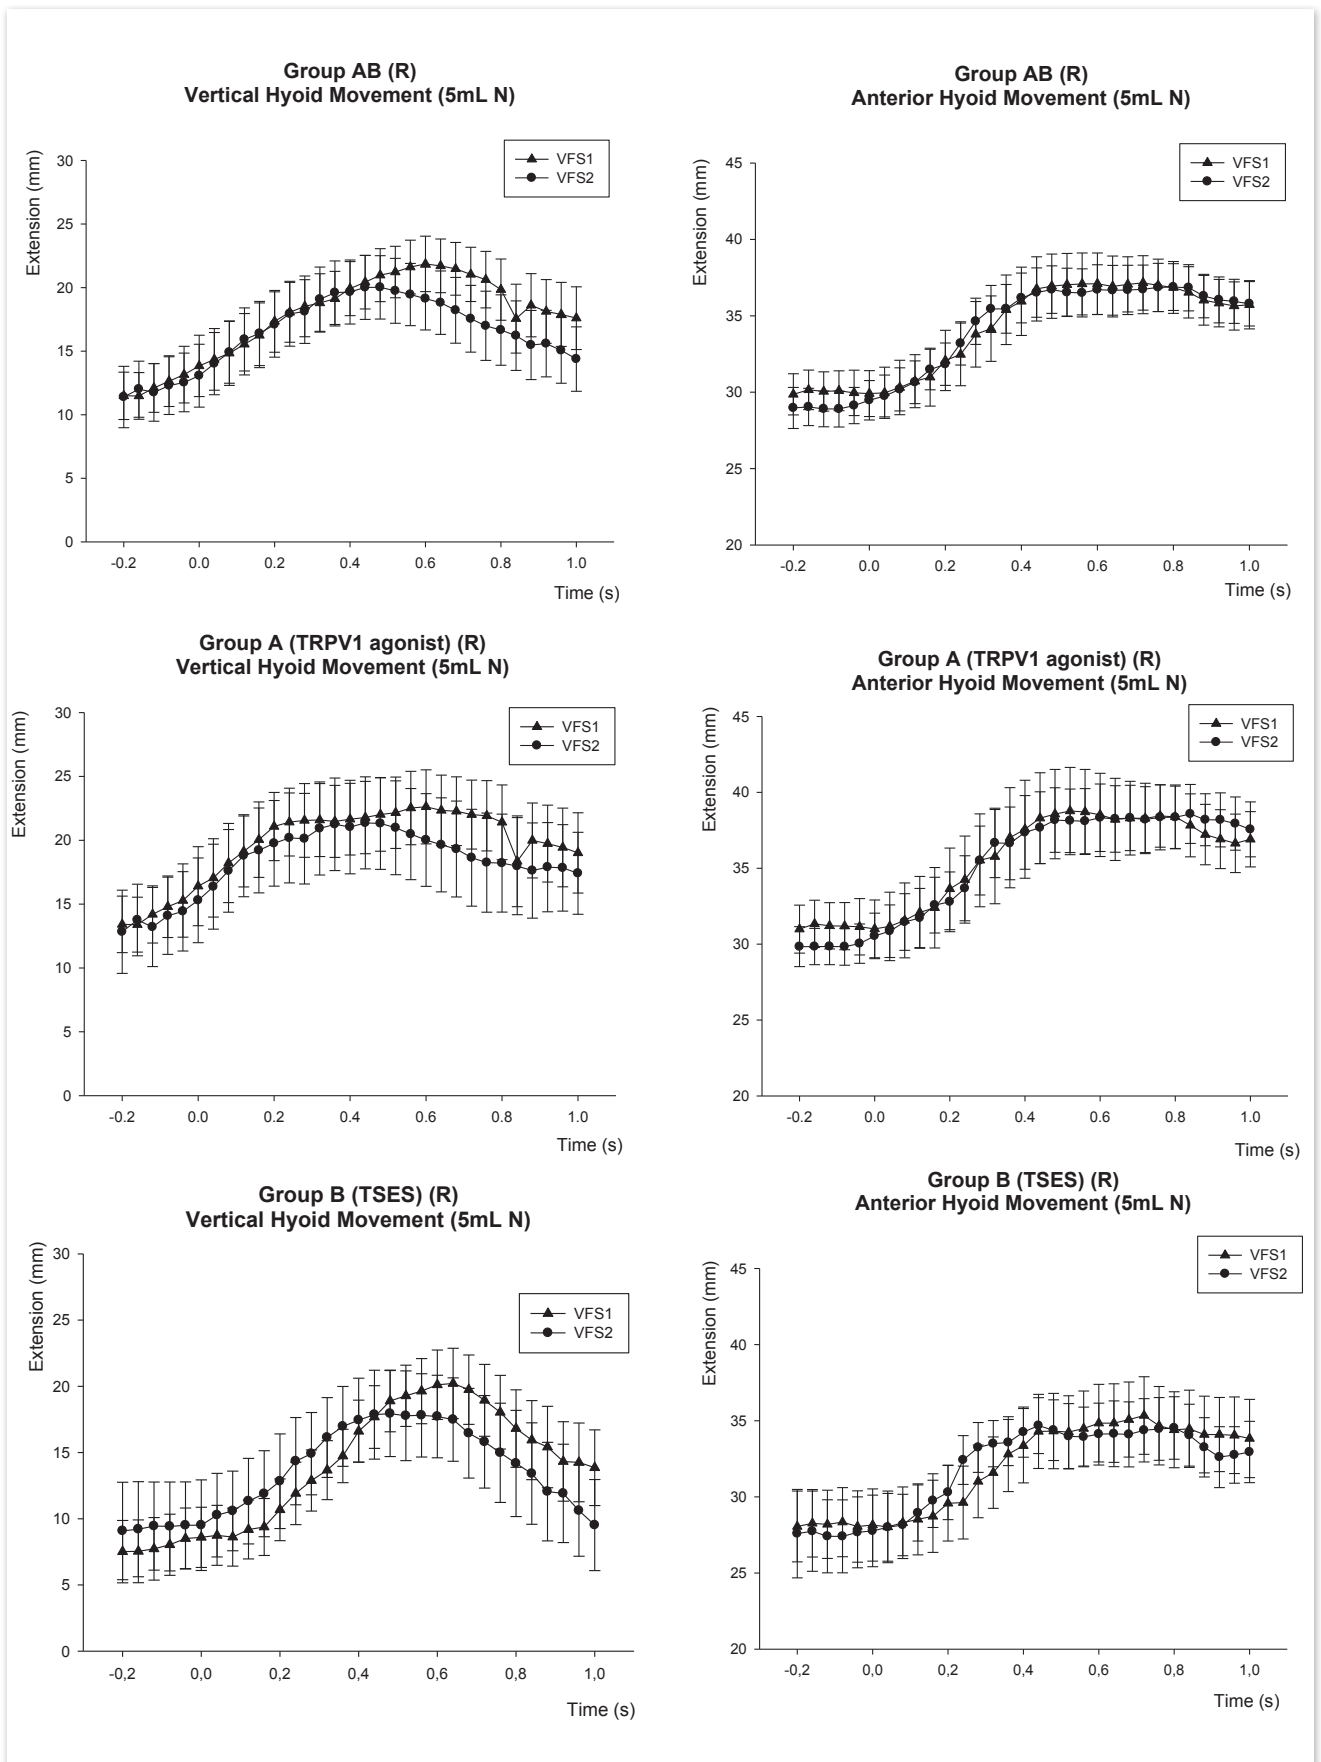 Group AB (R)
Vertical Hyoid Movement (5mL N)
Extension (mm)
VFS1
VFS2
30
25
20
15
10
5
0
-0.2 0.0 0.2 0.4 0.6 0.8 1.0
Time (s)
Group AB (R)
Anterior Hyoid Movement (5mL N)
Extension (mm)
VFS1
VFS2
45
40
35
30
25
20
-0.2 0.0 0.2 0.4 0.6 0.8 1.0
Time (s)
Group A (TRPV1 agonist) (R)
Vertical Hyoid Movement (5mL N)
Extension (mm)
VFS1
VFS2
30
25
20
15
10
5
0
-0.2 0.0 0.2 0.4 0.6 0.8 1.0
Time (s)
Group A (TRPV1 agonist) (R)
Anterior Hyoid Movement (5mL N)
Extension (mm)
VFS1
VFS2
45
40
35
30
25
20
-0.2 0.0 0.2 0.4 0.6 0.8 1.0
Time (s)
Group B (TSES) (R)
Vertical Hyoid Movement (5mL N)
Extension (mm)
VFS1
VFS2
30
25
20
15
10
5
0
-0,2 0,0 0,2 0,4 0,6 0,8 1,0
Time (s)
Group B (TSES) (R)
Anterior Hyoid Movement (5mL N)
Extension (mm)
VFS1
VFS2
45
40
35
30
25
20
-0,2 0,0 0,2 0,4 0,6 0,8 1,0
Time (s)